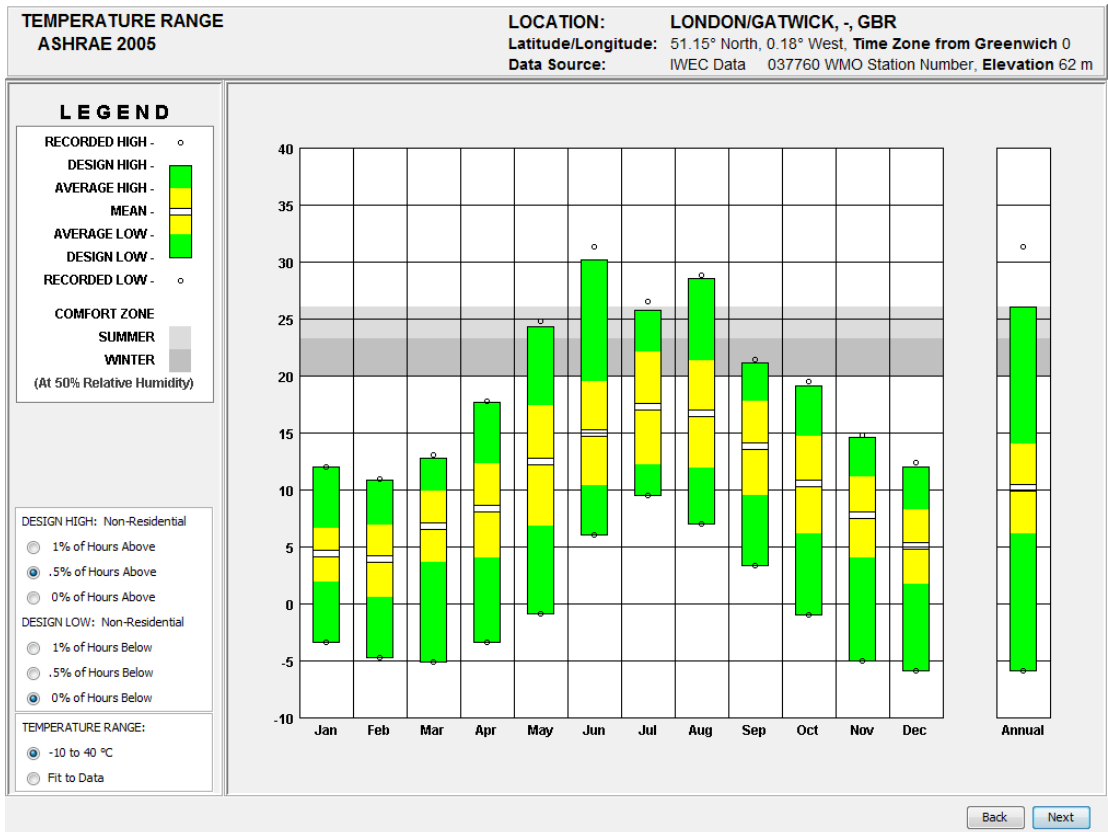 TEMPERATURE RANGE
ASHRAE 2005
LOCATION: LONDON/GATWICK, -, GBR
Latitude/Longitude: 51.15° North, 0.18° West, Time Zone from Greenwich 0
Data Source: IWEC Data 037760 WMO Station Number, Elevation 62 m
LEGEND
RECORDED HIGH -
DESIGN HIGH -
AVERAGE HIGH -
MEAN -
AVERAGE LOW -
DESIGN LOW -
RECORDED LOW -
COMFORT ZONE
SUMMER
WINTER
(At 50% Relative Humidity)
DESIGN HIGH: Non-Residential
1% of Hours Above
.5% of Hours Above
0% of Hours Above
DESIGN LOW: Non-Residential
1% of Hours Below
.5% of Hours Below
0% of Hours Below
TEMPERATURE RANGE:
-10 to 40 °C
Fit to Data
40
35
30
25
20
15
10
5
0
-5
-10
Jan Feb Mar Apr May Jun Jul Aug Sep Oct Nov Dec Annual
Back Next